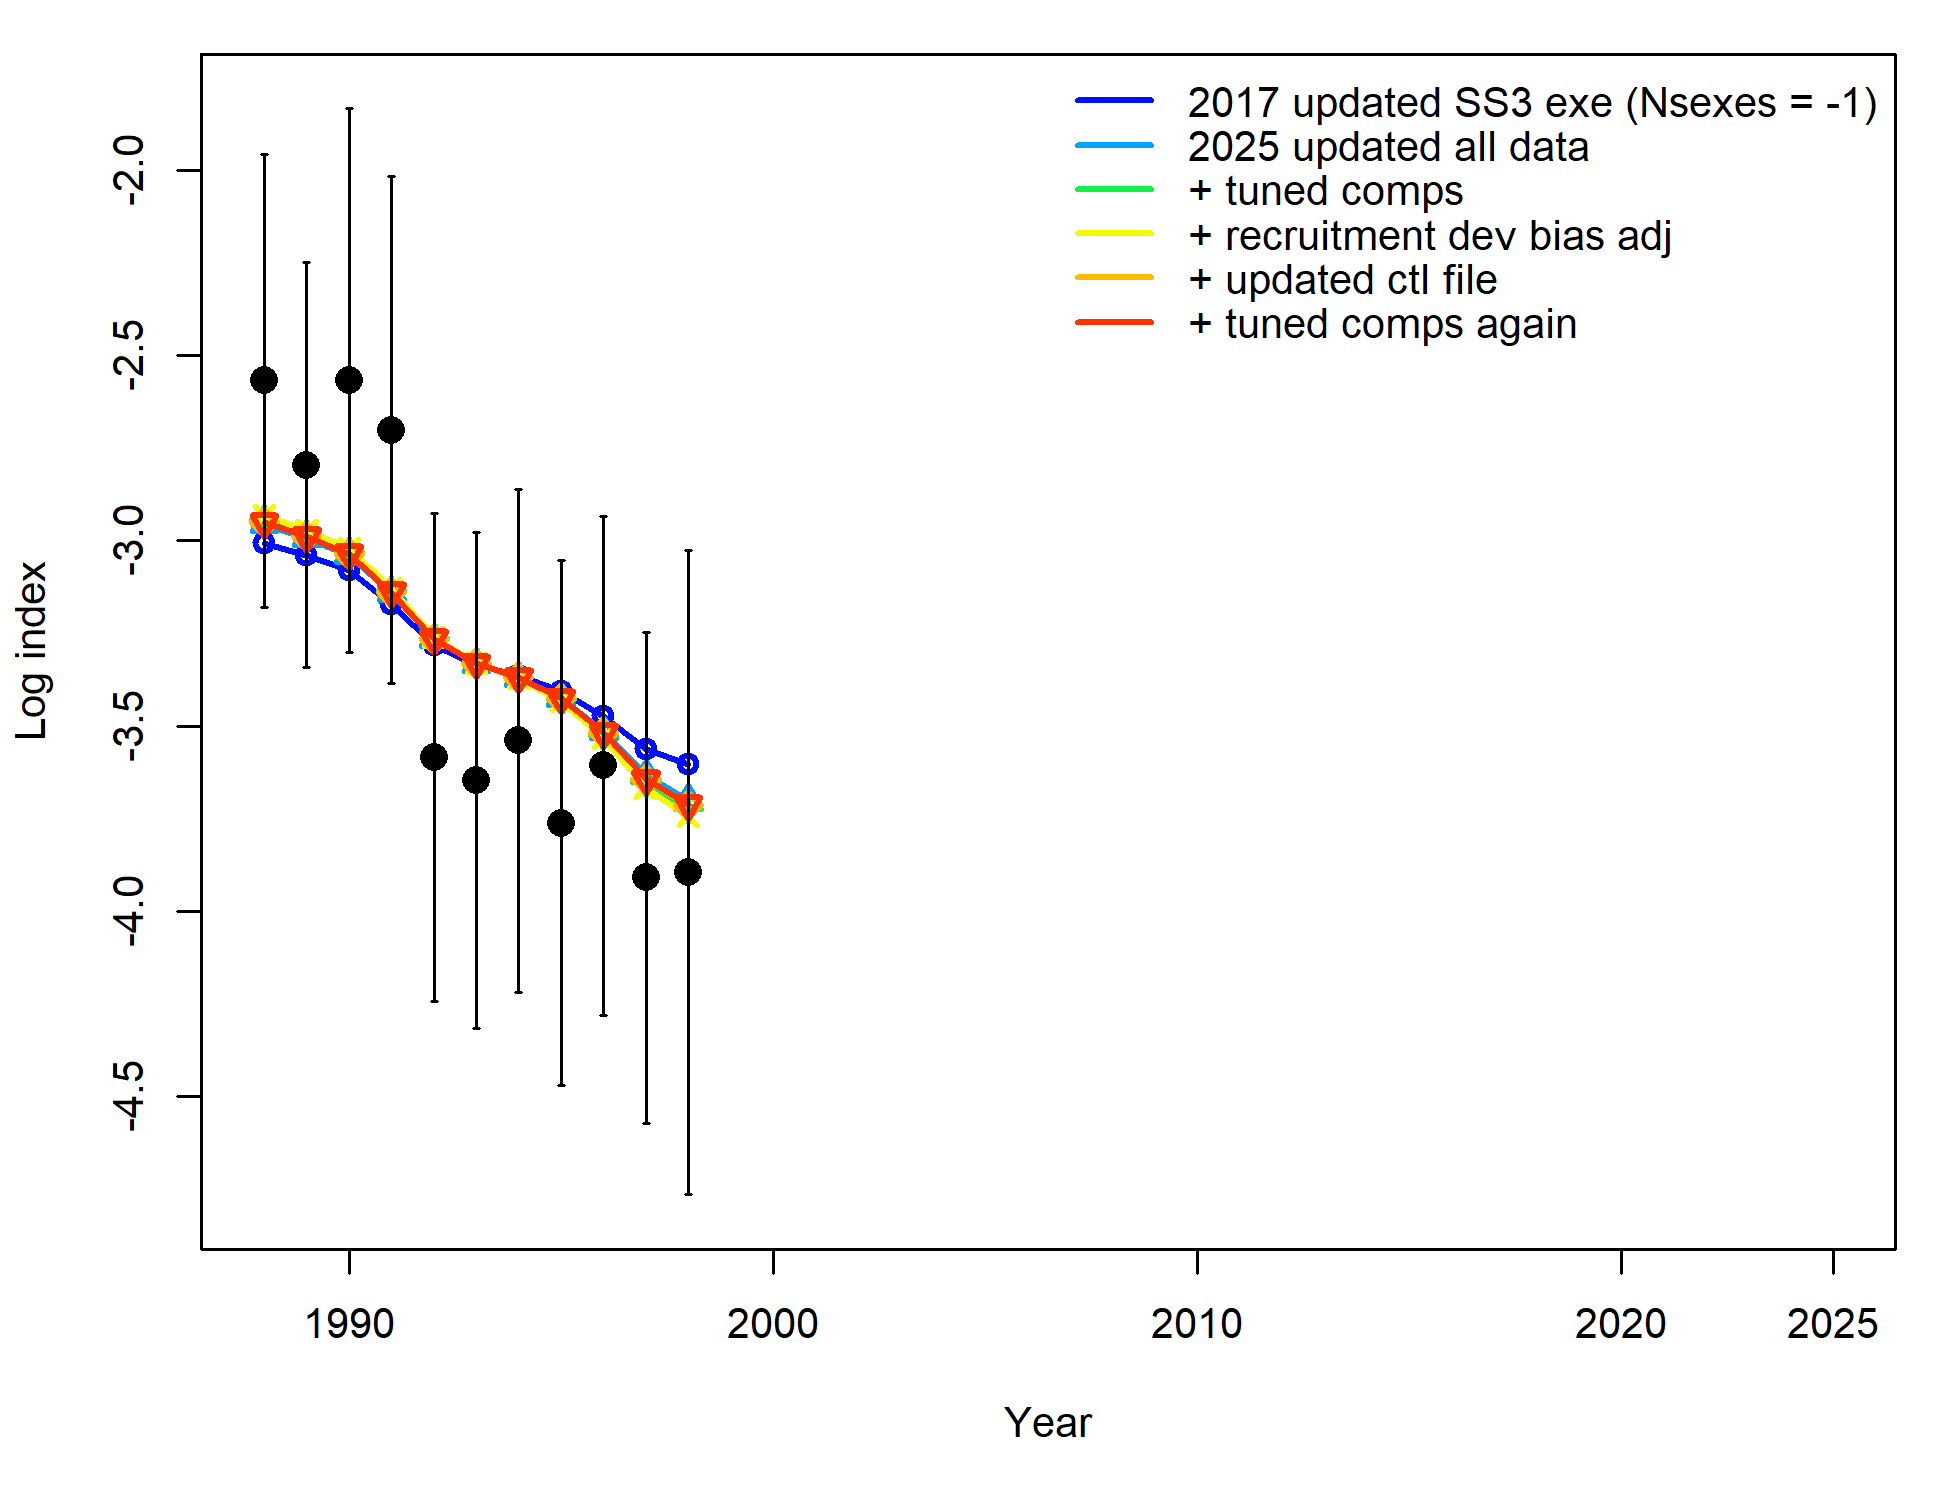 2017 updated SS3 exe (Nsexes = -1)
2025 updated all data
+ tuned comps
+ recruitment dev bias adj
+ updated ctl file
+ tuned comps again
-2.0
-2.5
-3.0
-3.5
-4.0
-4.5
Log index
1990 2000 2010 2020 2025
Year